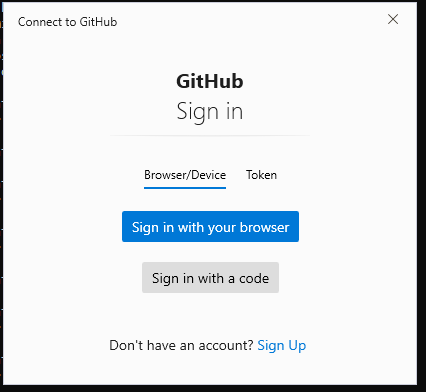 Connect to GitHub
GitHub
Sign in
Browser/Device Token
Sign in with your browser
Sign in with a code
Don't have an account? Sign Up